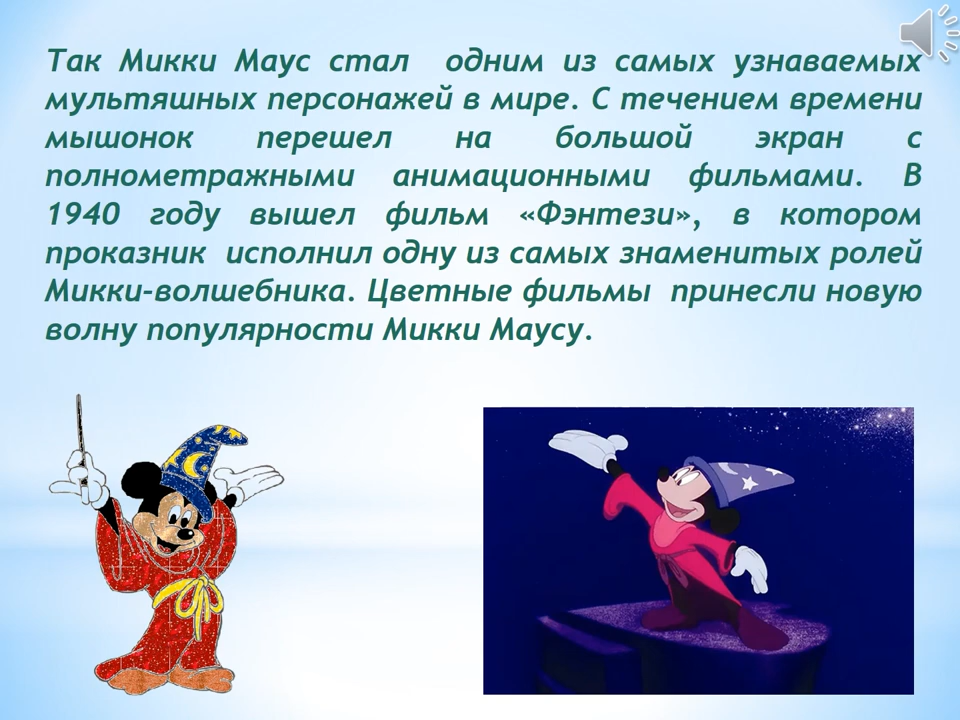 Так Микки Маус стал одним из самых узнаваемых
мультяшных персонажей в мире. С течением времени
мышонок перешел на большой экран с
полнометражными анимационными фильмами. В
1940 году вышел фильм «Фэнтези», в котором
проказник исполнил одну из самых знаменитых ролей
Микки-волшебника. Цветные фильмы принесли новую
волну популярности Микки Маусу.